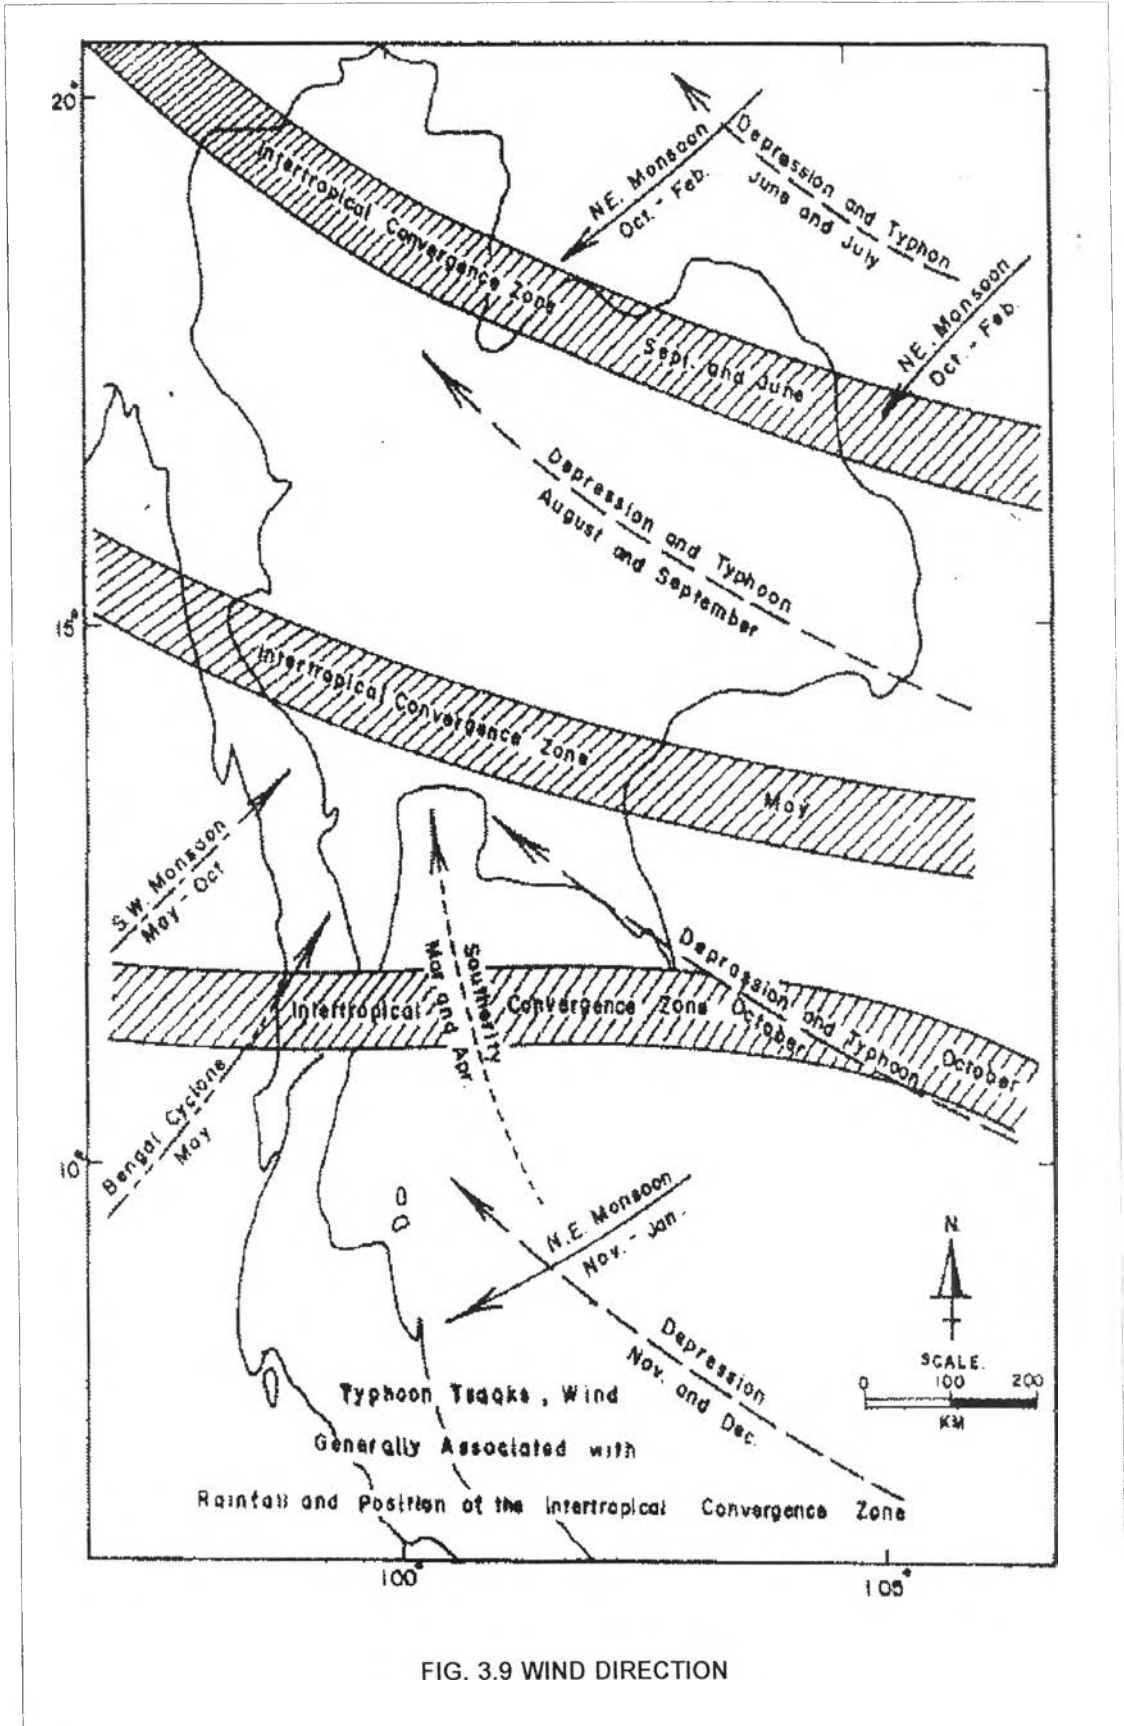 20°
Intertropical Convergence Zone
Sept. and June
NE. Monsoon
Oct. - Feb.
Depression and Typhon
June and July
NE. Monsoon
Oct. - Feb.
Depression and Typhoon
August and September
15°
Intertropical Convergence Zone
May
S.W. Monsoon
May - Oct
Southerity
Mar. and Apr.
Depression and Typhoon
October
Intertropical Convergence Zone
October
Bengal Cyclone
May
10°
N.E. Monsoon
Nov. - Jan.
Depression
Nov. and Dec.
N.
SCALE.
0 100 200
KM
Typhoon Tsaqks , Wind
Generally Associated with
Rainfall and Position of the Intertropical Convergence Zone
100°
105°
FIG. 3.9 WIND DIRECTION